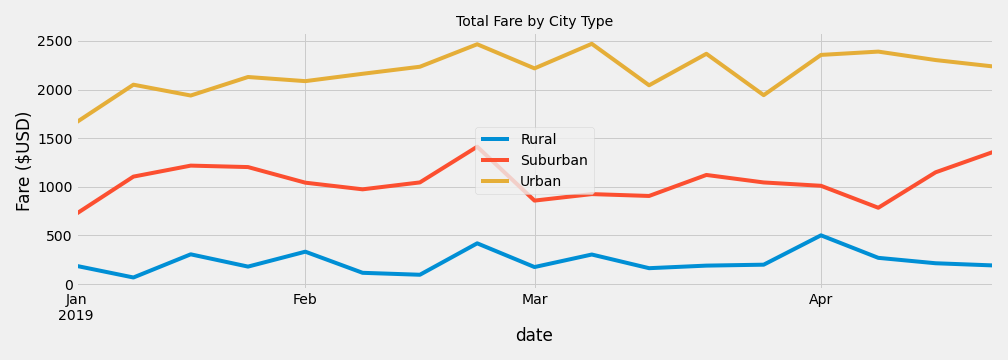 Total Fare by City Type
Fare ($USD)
2500
2000
1500
1000
500
0
Rural
Suburban
Urban
Jan
2019
Feb
Mar
Apr
date